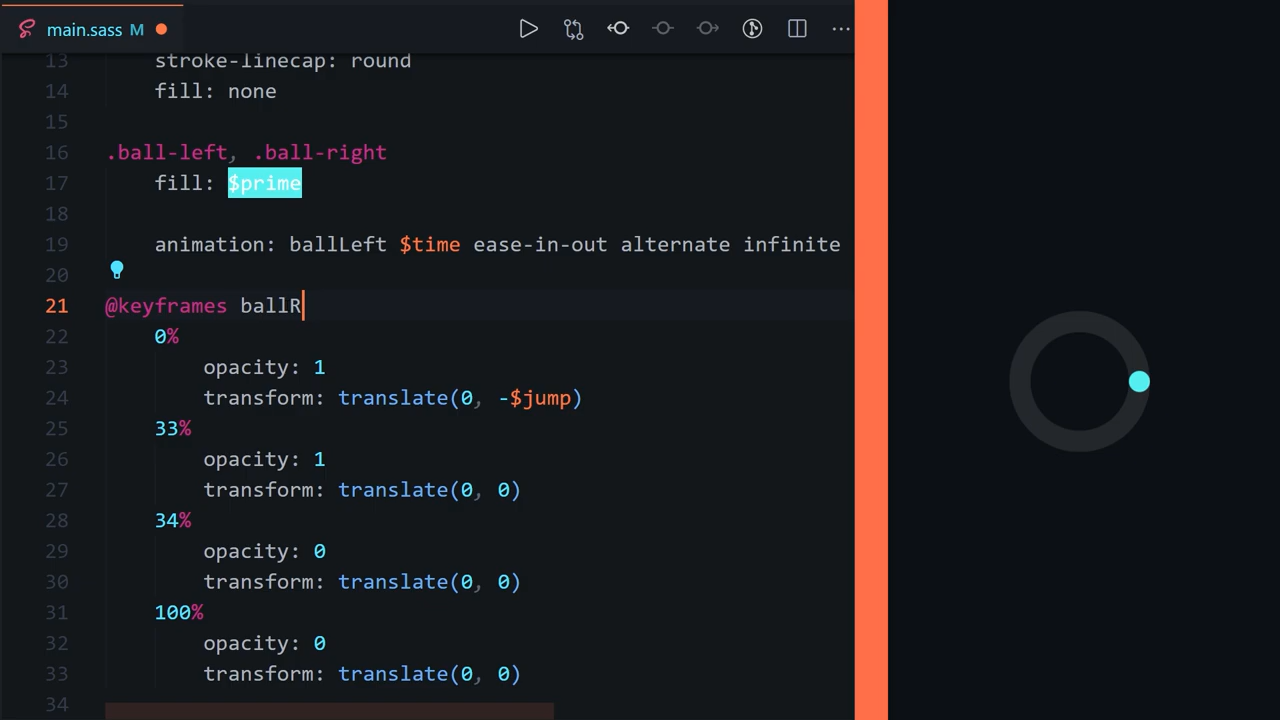 main.sass M
13 stroke-linecap: round
14 fill: none
15
16 .ball-left, .ball-right
17 fill: $prime
18
19 animation: ballLeft $time ease-in-out alternate infinite
20
21 @keyframes ballR
22 0%
23 opacity: 1
24 transform: translate(0, -$jump)
25 33%
26 opacity: 1
27 transform: translate(0, 0)
28 34%
29 opacity: 0
30 transform: translate(0, 0)
31 100%
32 opacity: 0
33 transform: translate(0, 0)
34